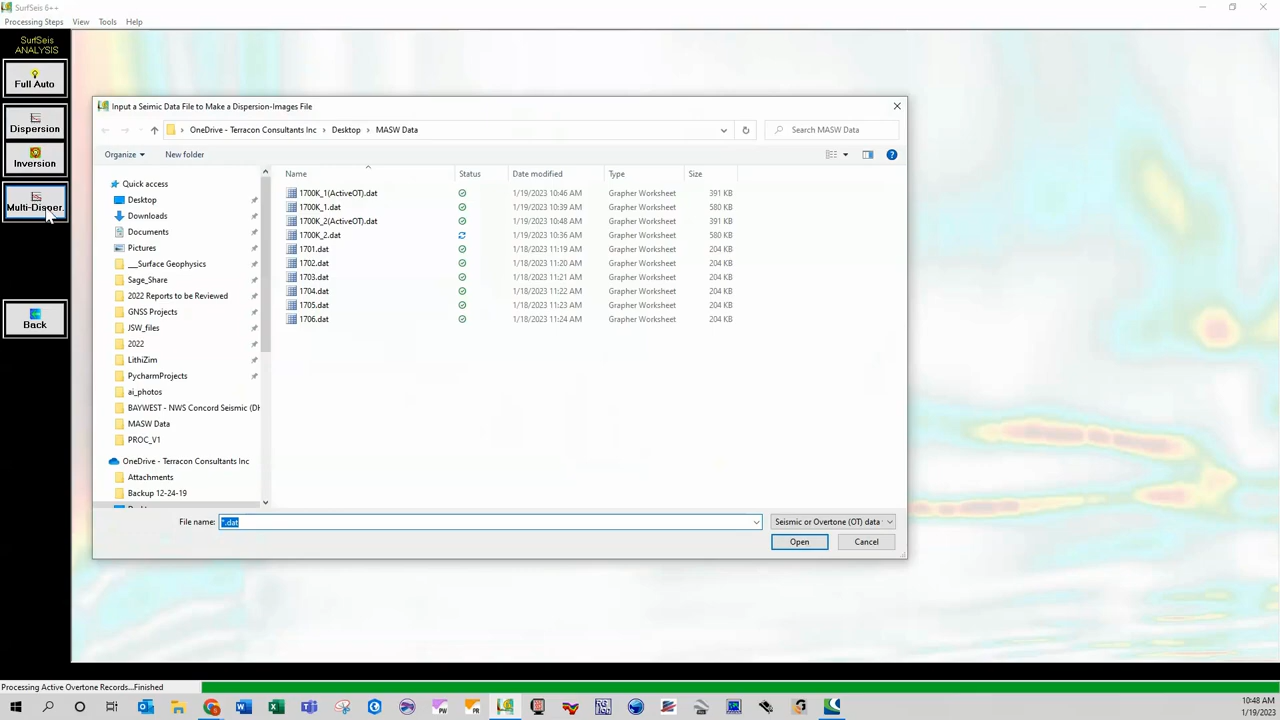 SurfSeis 6++
Processing Steps View Tools Help
SurfSeis
ANALYSIS
Full Auto
Dispersion
Inversion
Multi-Disper.
Back
Input a Seimic Data File to Make a Dispersion-Images File
OneDrive - Terracon Consultants Inc > Desktop > MASW Data
Search MASW Data
Organize New folder
Name Status Date modified Type Size
1700K_1(ActiveOT).dat 1/19/2023 10:46 AM Grapher Worksheet 391 KB
1700K_1.dat 1/19/2023 10:39 AM Grapher Worksheet 580 KB
1700K_2(ActiveOT).dat 1/19/2023 10:48 AM Grapher Worksheet 391 KB
1700K_2.dat 1/19/2023 10:36 AM Grapher Worksheet 580 KB
1701.dat 1/18/2023 11:19 AM Grapher Worksheet 204 KB
1702.dat 1/18/2023 11:20 AM Grapher Worksheet 204 KB
1703.dat 1/18/2023 11:21 AM Grapher Worksheet 204 KB
1704.dat 1/18/2023 11:22 AM Grapher Worksheet 204 KB
1705.dat 1/18/2023 11:23 AM Grapher Worksheet 204 KB
1706.dat 1/18/2023 11:24 AM Grapher Worksheet 204 KB
Quick access
Desktop
Downloads
Documents
Pictures
___Surface Geophysics
Sage_Share
2022 Reports to be Reviewed
GNSS Projects
JSW_files
2022
LithiZim
PycharmProjects
ai_photos
BAYWEST - NWS Concord Seismic (DH
MASW Data
PROC_V1
OneDrive - Terracon Consultants Inc
Attachments
Backup 12-24-19
File name: *.dat Seismic or Overtone (OT) data
Open Cancel
Processing Active Overtone Records...Finished
10:48 AM
1/19/2023